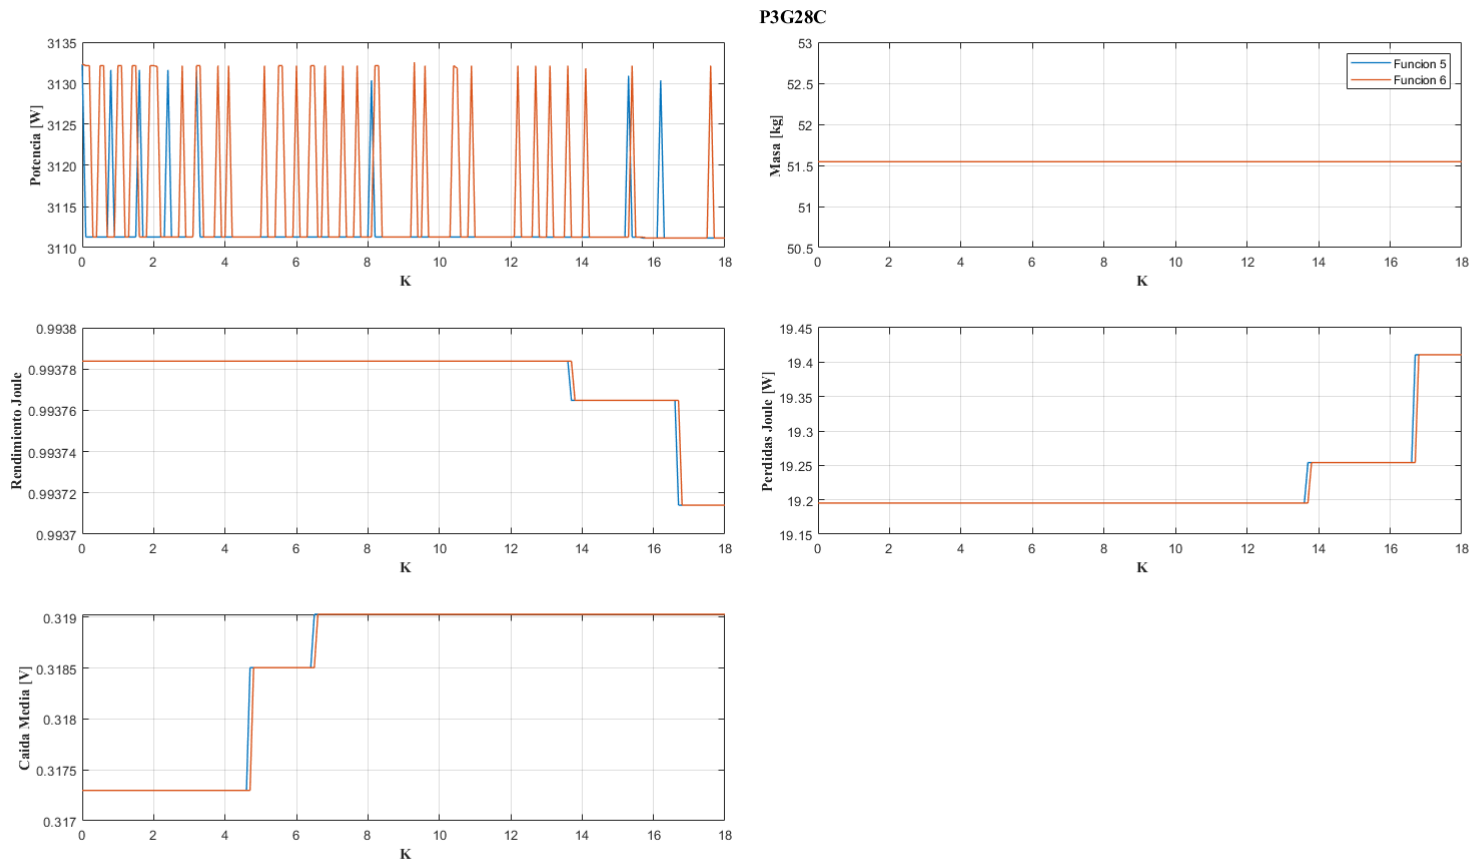 P3G28C
3135
3130
3125
3120
3115
3110
Potencia [W]
0 2 4 6 8 10 12 14 16 18
K
53
52.5
52
51.5
51
50.5
Masa [kg]
0 2 4 6 8 10 12 14 16 18
K
Funcion 5
Funcion 6
0.9938
0.99378
0.99376
0.99374
0.99372
0.9937
Rendimiento Joule
0 2 4 6 8 10 12 14 16 18
K
19.45
19.4
19.35
19.3
19.25
19.2
19.15
Perdidas Joule [W]
0 2 4 6 8 10 12 14 16 18
K
0.319
0.3185
0.318
0.3175
0.317
Caida Media [V]
0 2 4 6 8 10 12 14 16 18
K